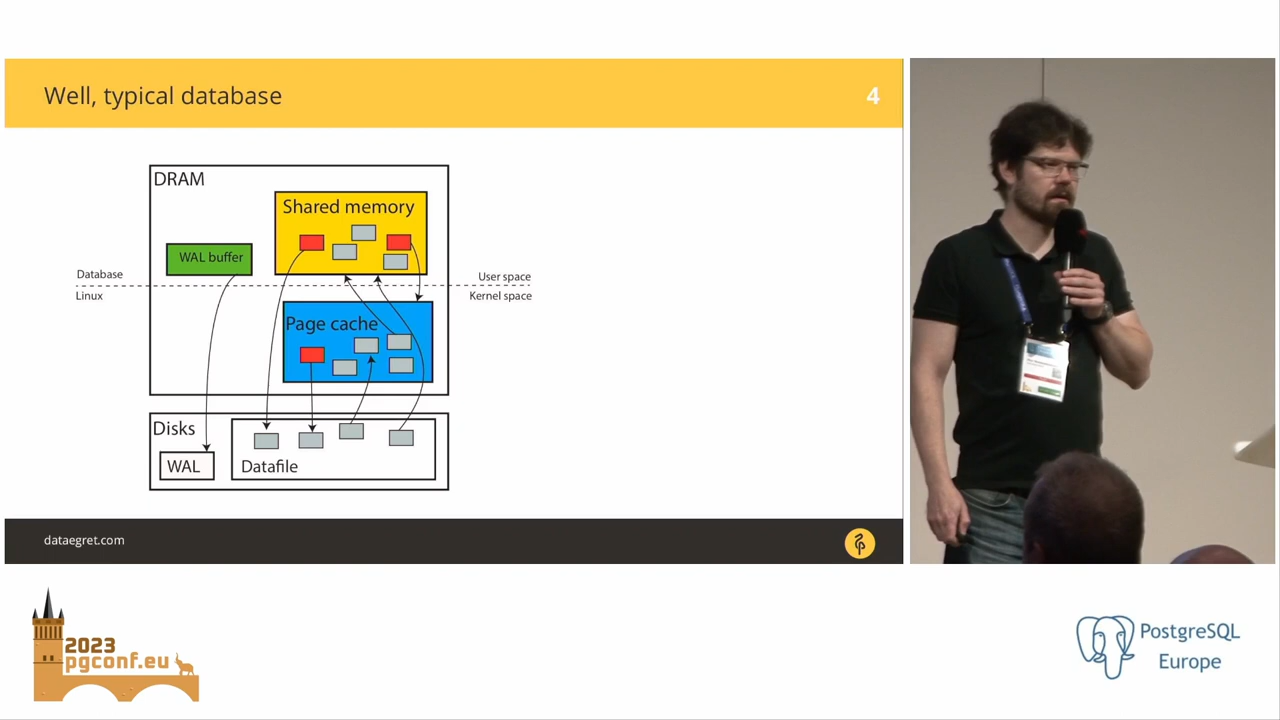 Well, typical database
4
DRAM
Shared memory
WAL buffer
Database
User space
Linux
Kernel space
Page cache
Disks
WAL
Datafile
dataegret.com
2023
pgconf.eu
PostgreSQL
Europe